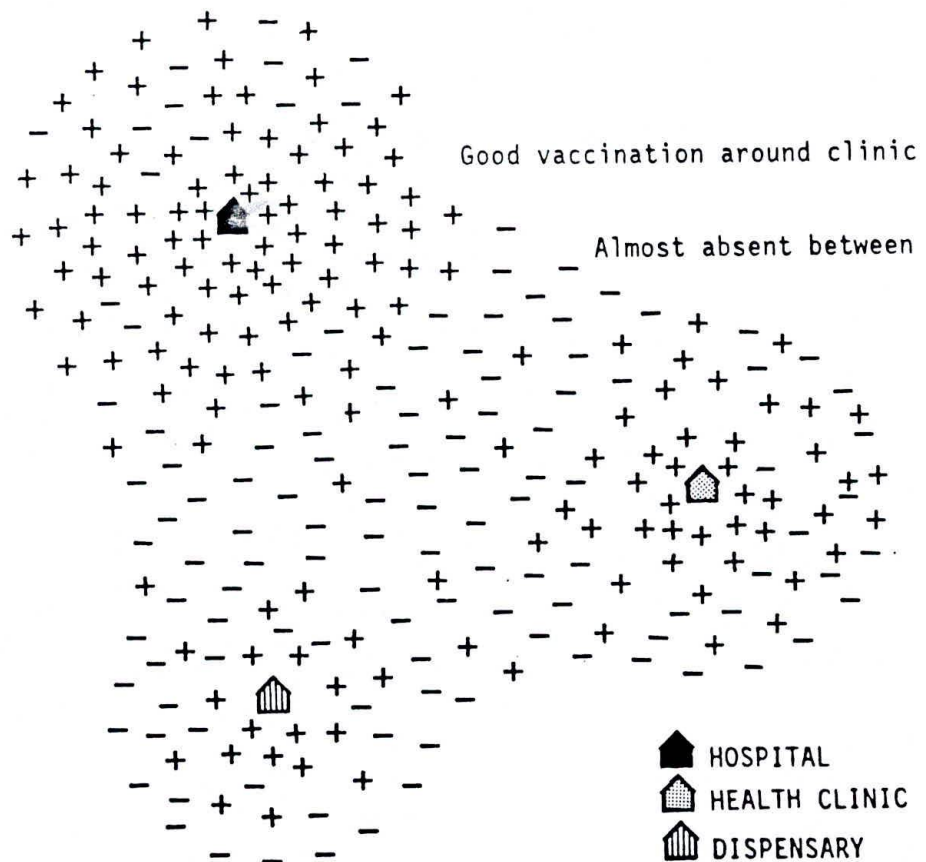 Good vaccination around clinic
Almost absent between
HOSPITAL
HEALTH CLINIC
DISPENSARY